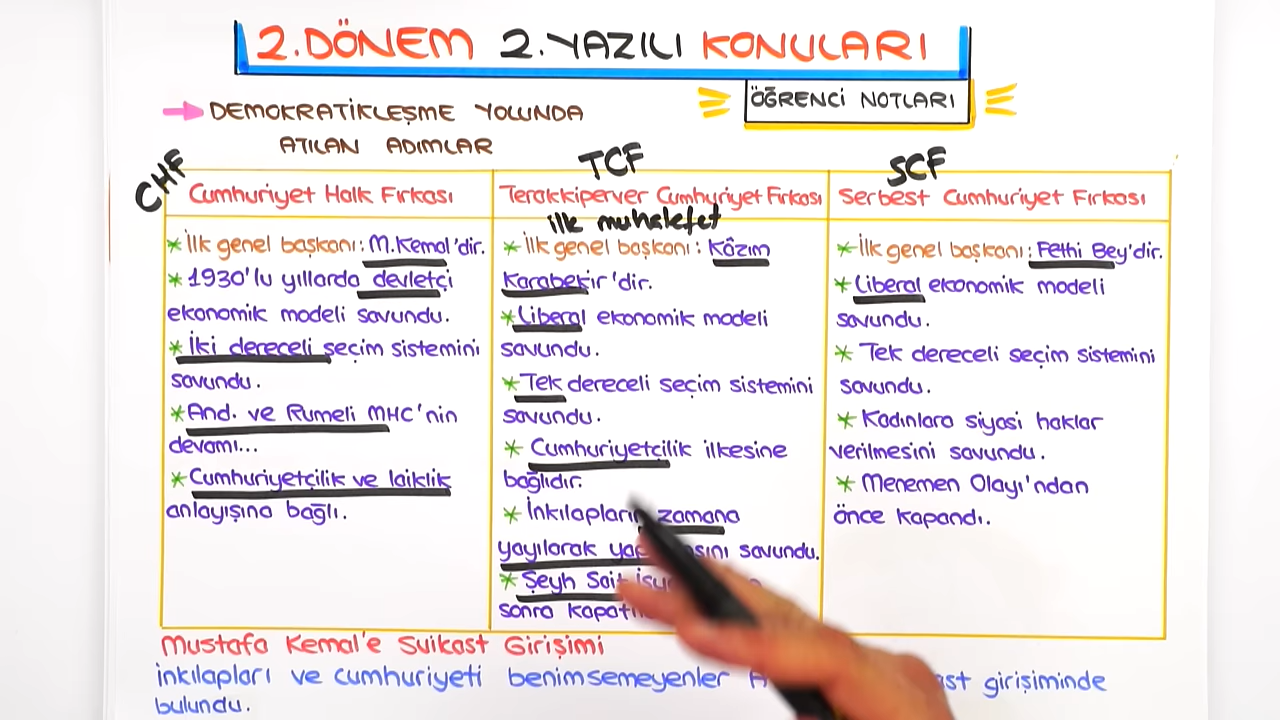 2.DÖNEM 2.YAZILI KONULARI
ÖĞRENCİ NOTLARI
DEMOKRATİKLEŞME YOLUNDA
ATILAN ADIMLAR
CHF
TCF
SCF
Cumhuriyet Halk Fırkası
Terakkiperver Cumhuriyet Fırkası
Serbest Cumhuriyet Fırkası
ilk muhalefet
*İlk genel başkanı: M.Kemal'dir.
*1930'lu yıllarda devletçi
ekonomik modeli savundu.
*İki dereceli seçim sistemini
savundu.
*And. ve Rumeli MHC'nin
devamı...
*Cumhuriyetçilik ve laiklik
anlayışına bağlı.
*İlk genel başkanı: Kâzım
Karabekir'dir.
*Liberal ekonomik modeli
savundu.
*Tek dereceli seçim sistemini
savundu.
*Cumhuriyetçilik ilkesine
bağlıdır.
*İnkılapların zamana
yayılarak savundu.
*Şeyh Sait
sonra
*İlk genel başkanı: Fethi Bey'dir.
*Liberal ekonomik modeli
savundu.
*Tek dereceli seçim sistemini
savundu.
*Kadınlara siyasi haklar
verilmesini savundu.
*Menemen Olayı'ndan
önce kapandı.
Mustafa Kemal'e Suikast Girişimi
İnkılapları ve cumhuriyeti benimsemeyenler girişiminde
bulundu.